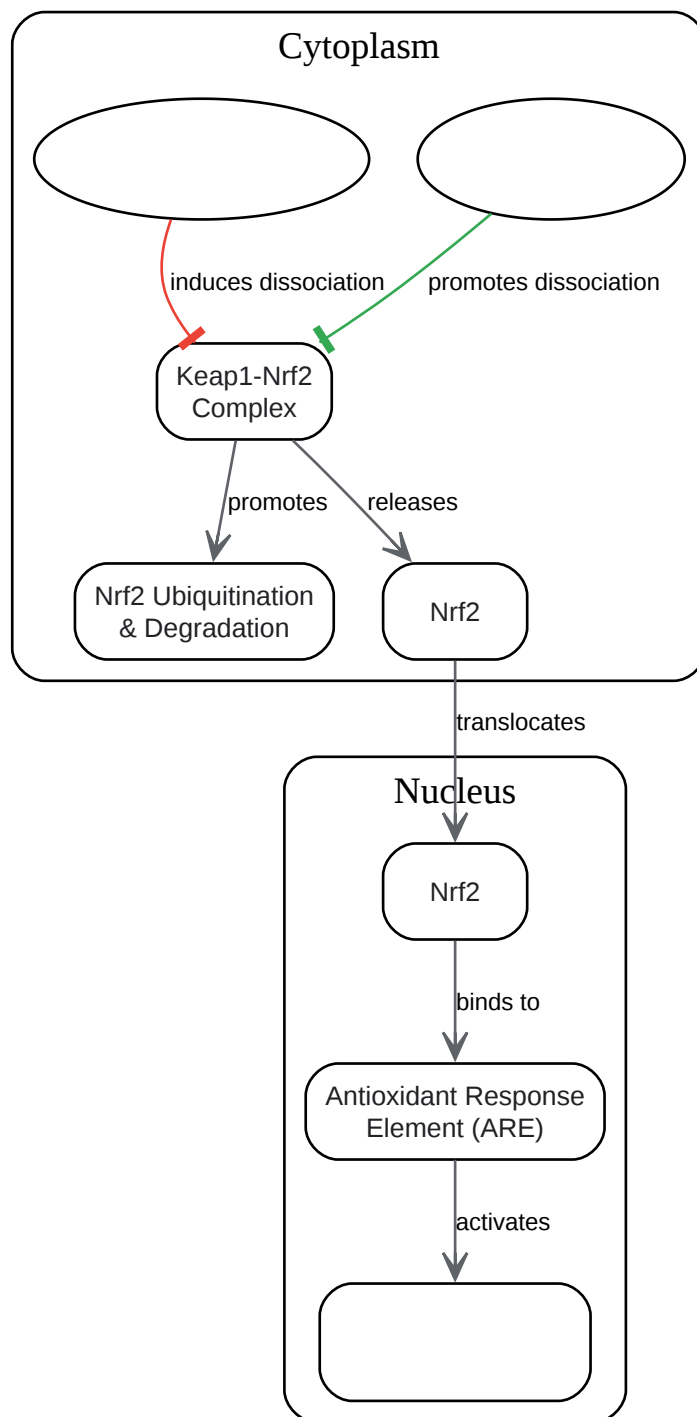 Cytoplasm
induces dissociation
promotes dissociation
Keap1-Nrf2
Complex
promotes
releases
Nrf2 Ubiquitination
& Degradation
Nrf2
translocates
Nucleus
Nrf2
binds to
Antioxidant Response
Element (ARE)
activates